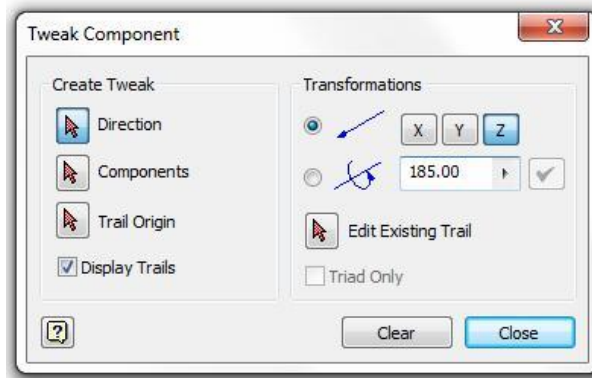 Tweak Component
X
Create Tweak
Direction
Components
Trail Origin
Display Trails
Transformations
X Y Z
185.00
Edit Existing Trail
Triad Only
?
Clear Close